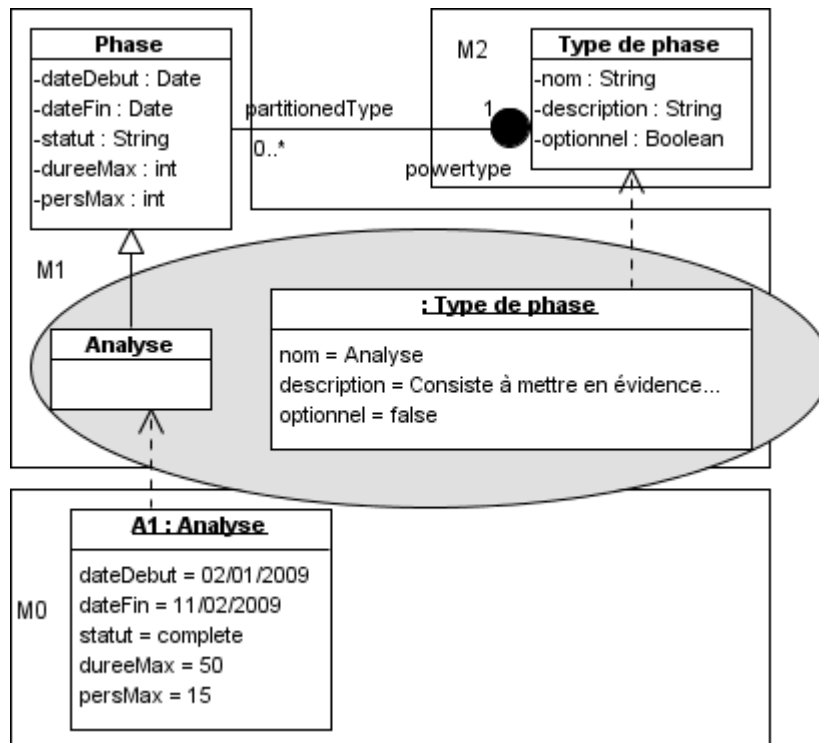 Phase
-dateDebut : Date
-dateFin : Date
-statut : String
-dureeMax : int
-persMax : int
partitionedType
0..*
1
powertype
M2
Type de phase
-nom : String
-description : String
-optionnel : Boolean
M1
Analyse
: Type de phase
nom = Analyse
description = Consiste à mettre en évidence...
optionnel = false
M0
A1 : Analyse
dateDebut = 02/01/2009
dateFin = 11/02/2009
statut = complete
dureeMax = 50
persMax = 15